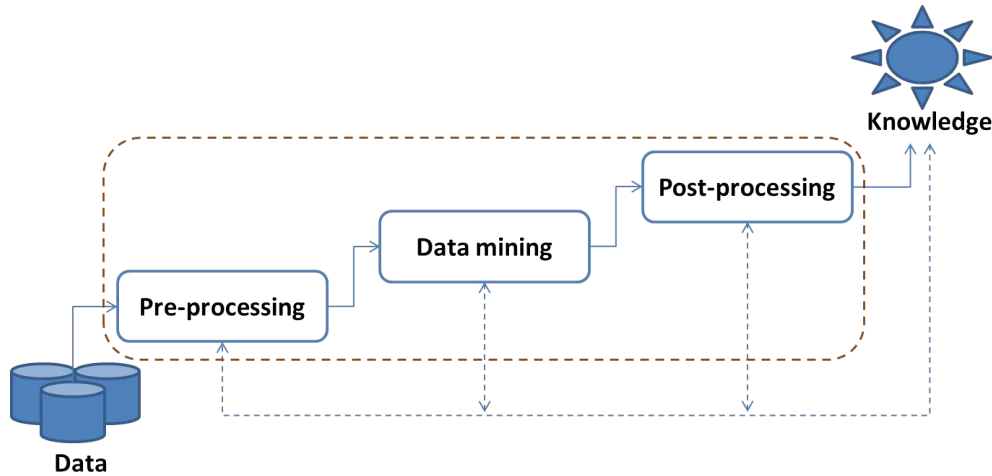 Knowledge
Post-processing
Data mining
Pre-processing
Data